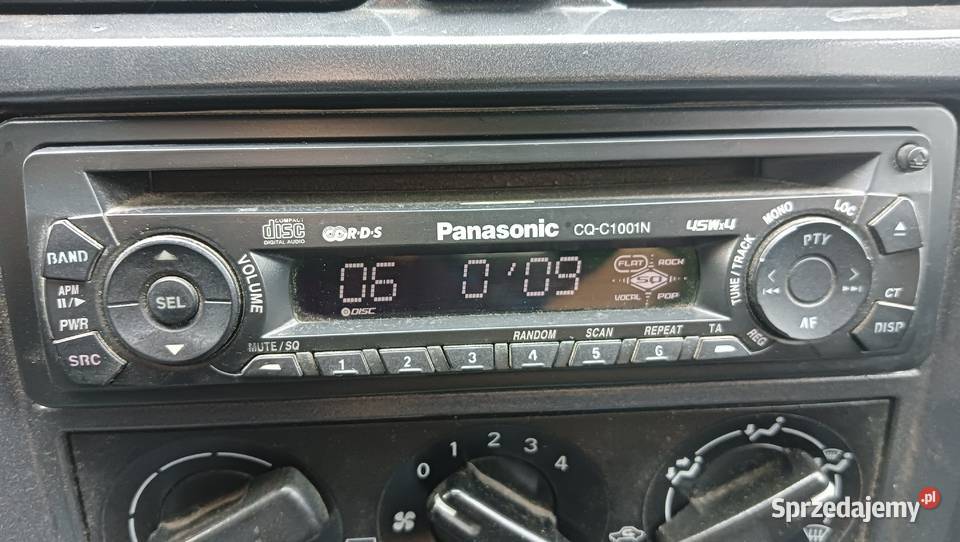 COMPACT
disc
DIGITAL AUDIO
R·D·S
Panasonic
CQ-C1001N
45Wx4
MONO
LOC
BAND
VOLUME
TUNE / TRACK
PTY
APM
PWR
SRC
SEL
06 0'09
DISC
FLAT
ROCK
SQ
VOCAL
POP
AF
CT
DISP
MUTE / SQ
RANDOM
SCAN
REPEAT
TA
REG
1 2 3 4 5 6
0 1 2 3 4
Sprzedajemy.pl